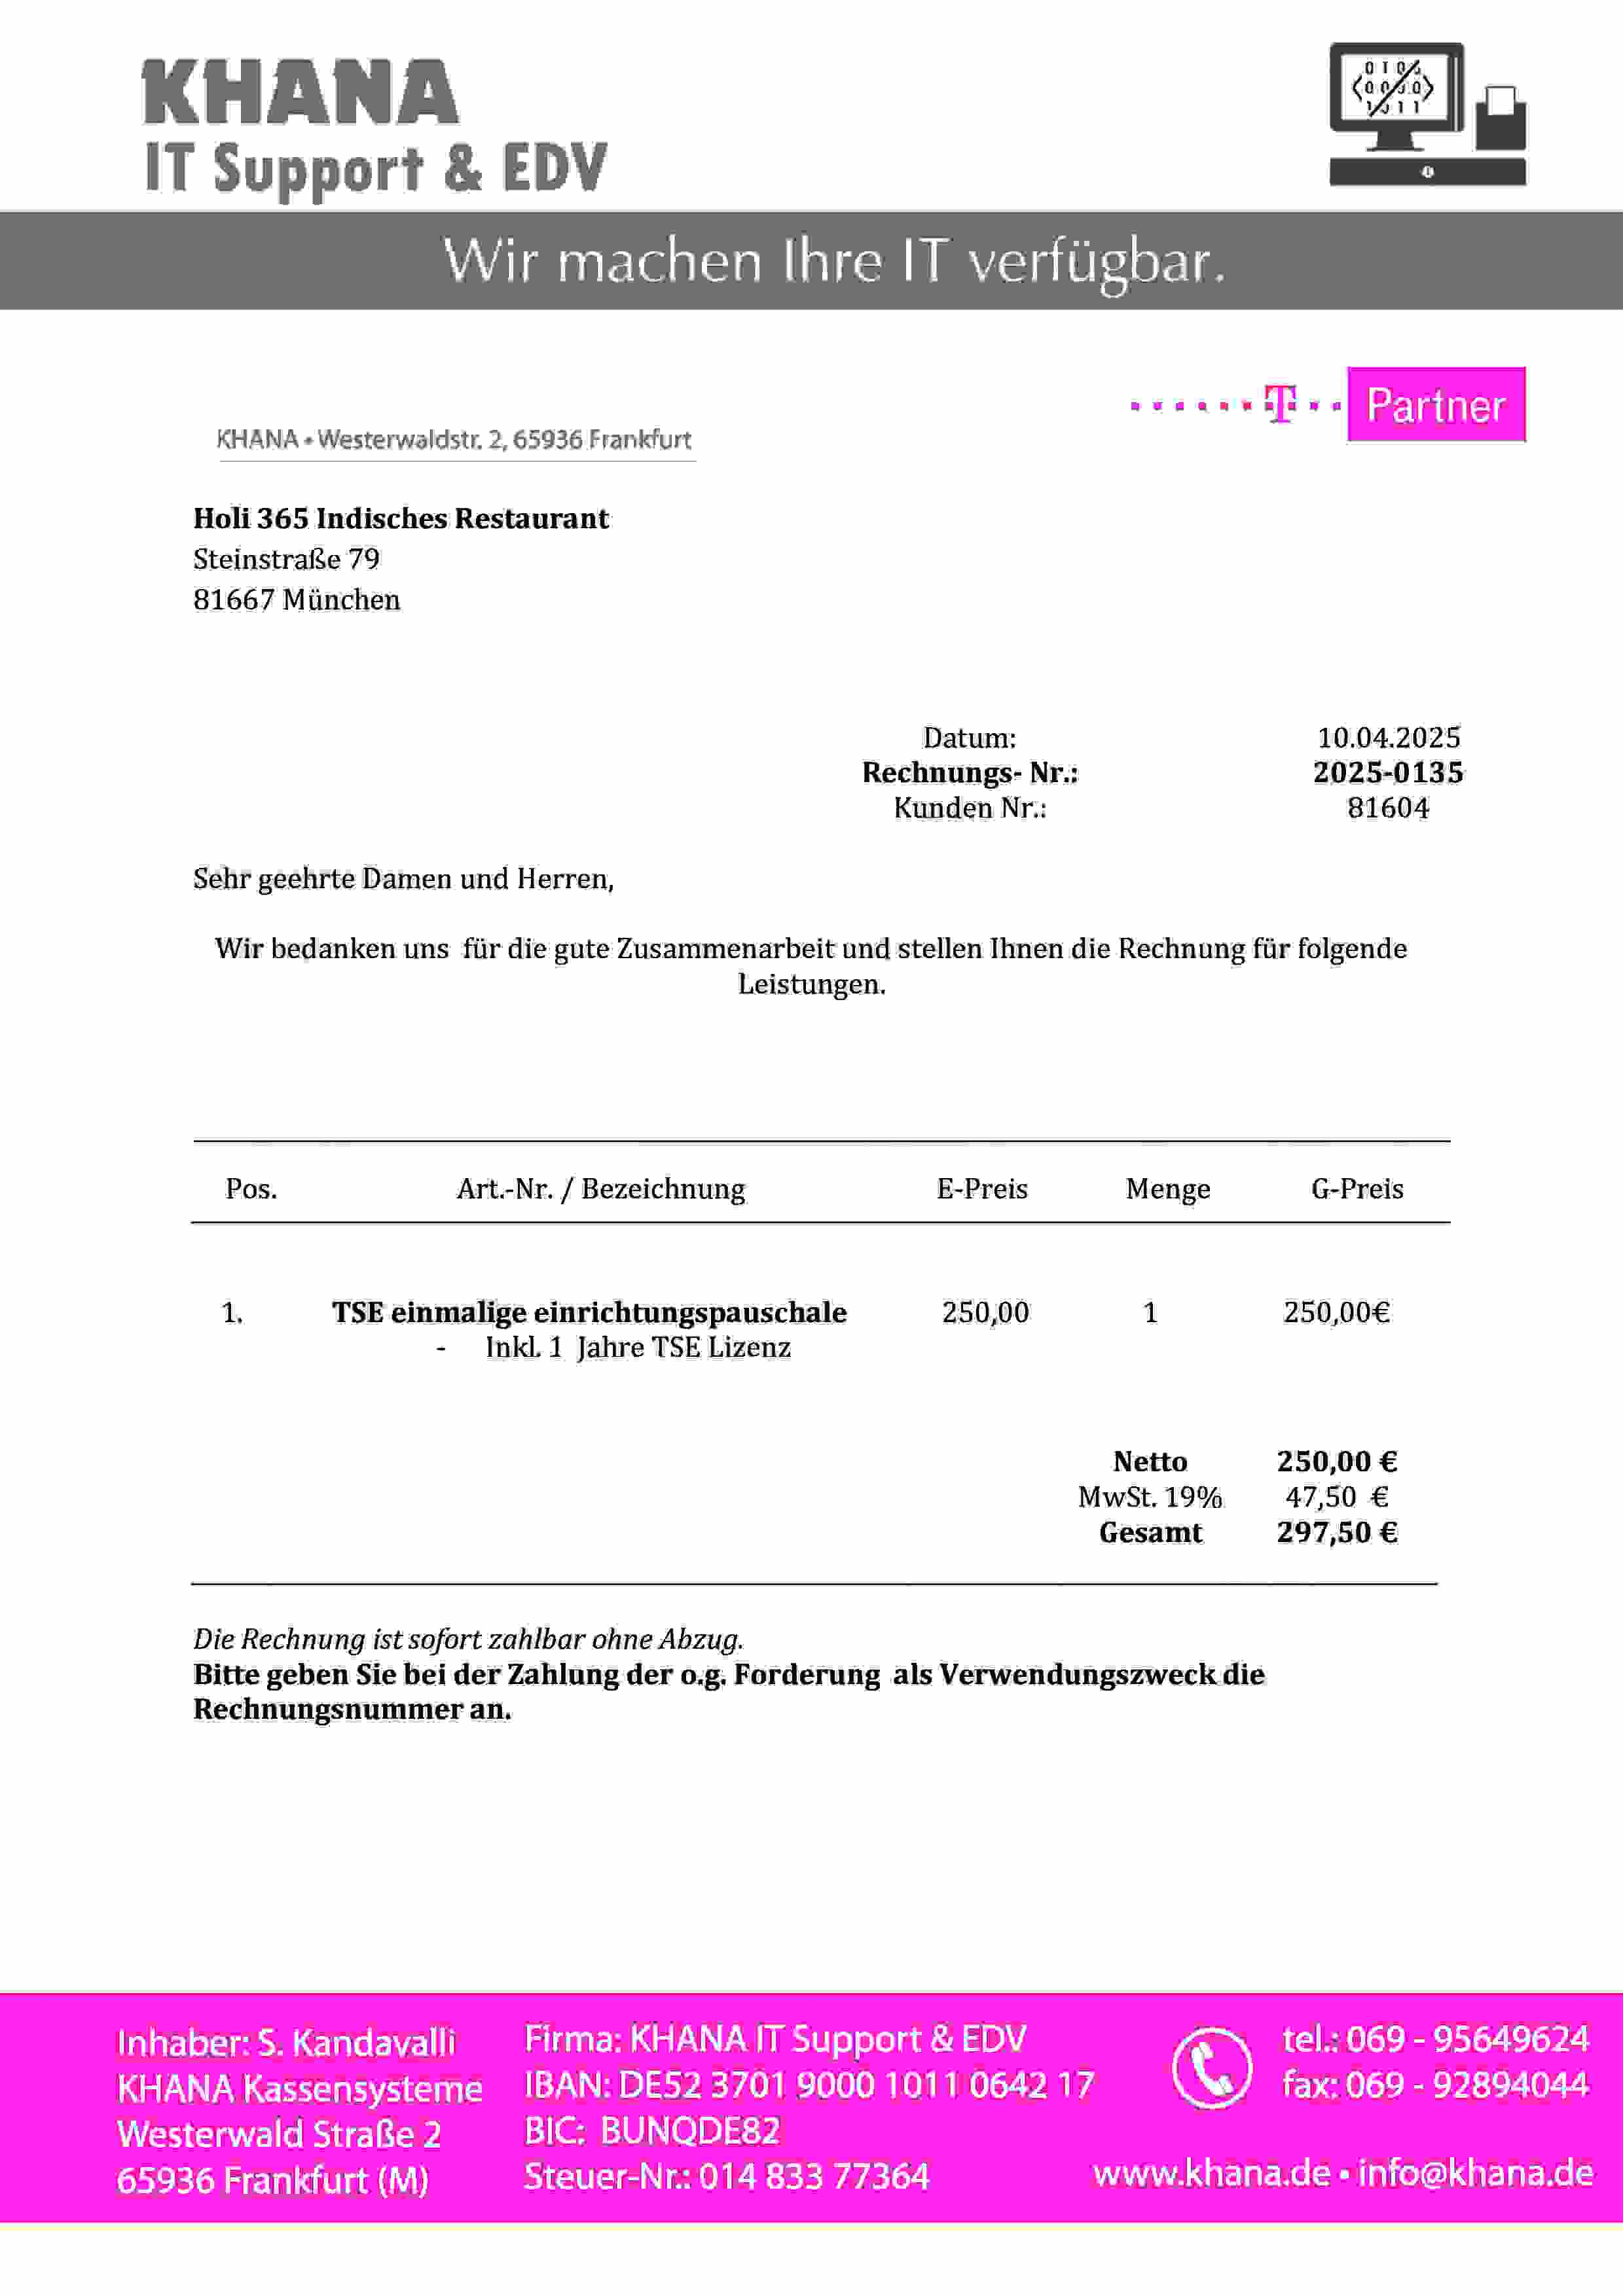 KHANA
IT Support & EDV
Wir machen Ihre IT verfügbar.
T Partner
KHANA • Westerwaldstr. 2, 65936 Frankfurt
Holi 365 Indisches Restaurant
Steinstraße 79
81667 München
Datum: 10.04.2025
Rechnungs- Nr.: 2025-0135
Kunden Nr.: 81604
Sehr geehrte Damen und Herren,
Wir bedanken uns für die gute Zusammenarbeit und stellen Ihnen die Rechnung für folgende
Leistungen.
Pos. Art.-Nr. / Bezeichnung E-Preis Menge G-Preis
1. TSE einmalige einrichtungspauschale 250,00 1 250,00€
- Inkl. 1 Jahre TSE Lizenz
Netto 250,00 €
MwSt. 19% 47,50 €
Gesamt 297,50 €
Die Rechnung ist sofort zahlbar ohne Abzug.
Bitte geben Sie bei der Zahlung der o.g. Forderung als Verwendungszweck die
Rechnungsnummer an.
Inhaber: S. Kandavalli
KHANA Kassensysteme
Westerwald Straße 2
65936 Frankfurt (M)
Firma: KHANA IT Support & EDV
IBAN: DE52 3701 9000 1011 0642 17
BIC: BUNQDE82
Steuer-Nr.: 014 833 77364
tel.: 069 - 95649624
fax: 069 - 92894044
www.khana.de • info@khana.de